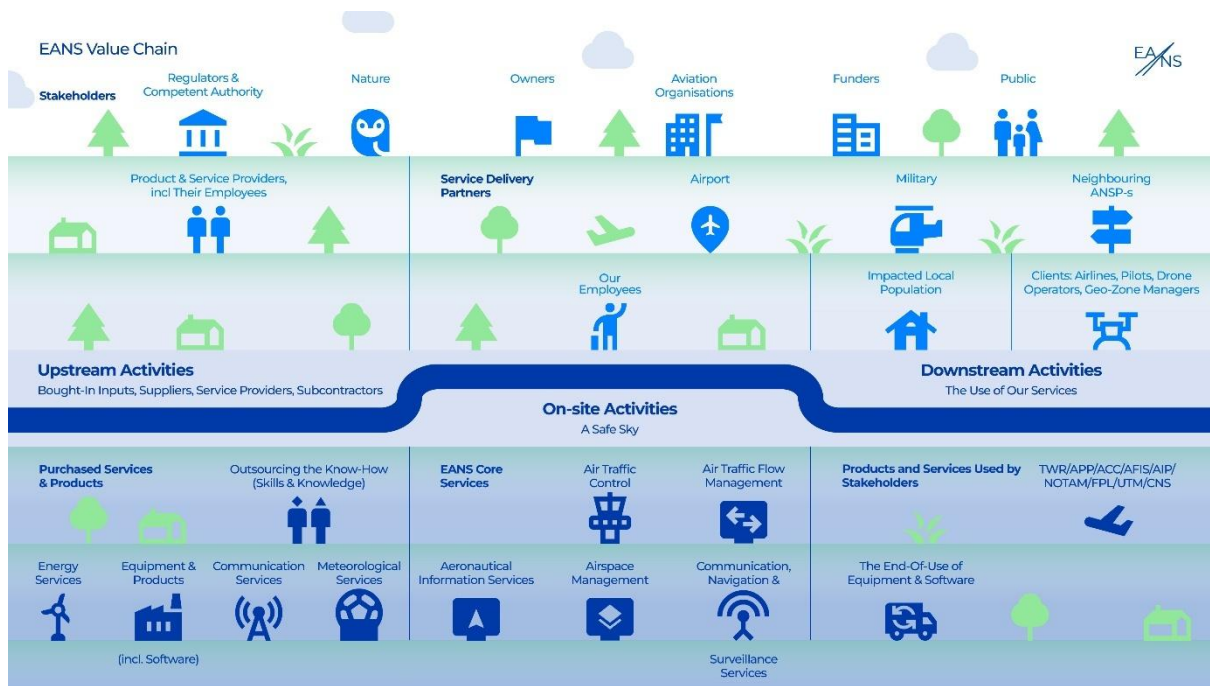 EANS Value Chain
EA NS
Stakeholders
Regulators &
Competent Authority
Nature
Owners
Aviation
Organisations
Funders
Public
Product & Service Providers,
incl Their Employees
Service Delivery
Partners
Airport
Military
Neighbouring
ANSP-s
Our
Employees
Impacted Local
Population
Clients: Airlines, Pilots, Drone
Operators, Geo-Zone Managers
Upstream Activities
Bought-In Inputs, Suppliers, Service Providers, Subcontractors
On-site Activities
A Safe Sky
Downstream Activities
The Use of Our Services
Purchased Services
& Products
Outsourcing the Know-How
(Skills & Knowledge)
EANS Core
Services
Air Traffic
Control
Air Traffic Flow
Management
Products and Services Used by
Stakeholders
TWR/APP/ACC/AFIS/AIP/
NOTAM/FPL/UTM/CNS
Energy
Services
Equipment &
Products
(incl. Software)
Communication
Services
Meteorological
Services
Aeronautical
Information Services
Airspace
Management
Communication,
Navigation &
Surveillance
Services
The End-Of-Use of
Equipment & Software